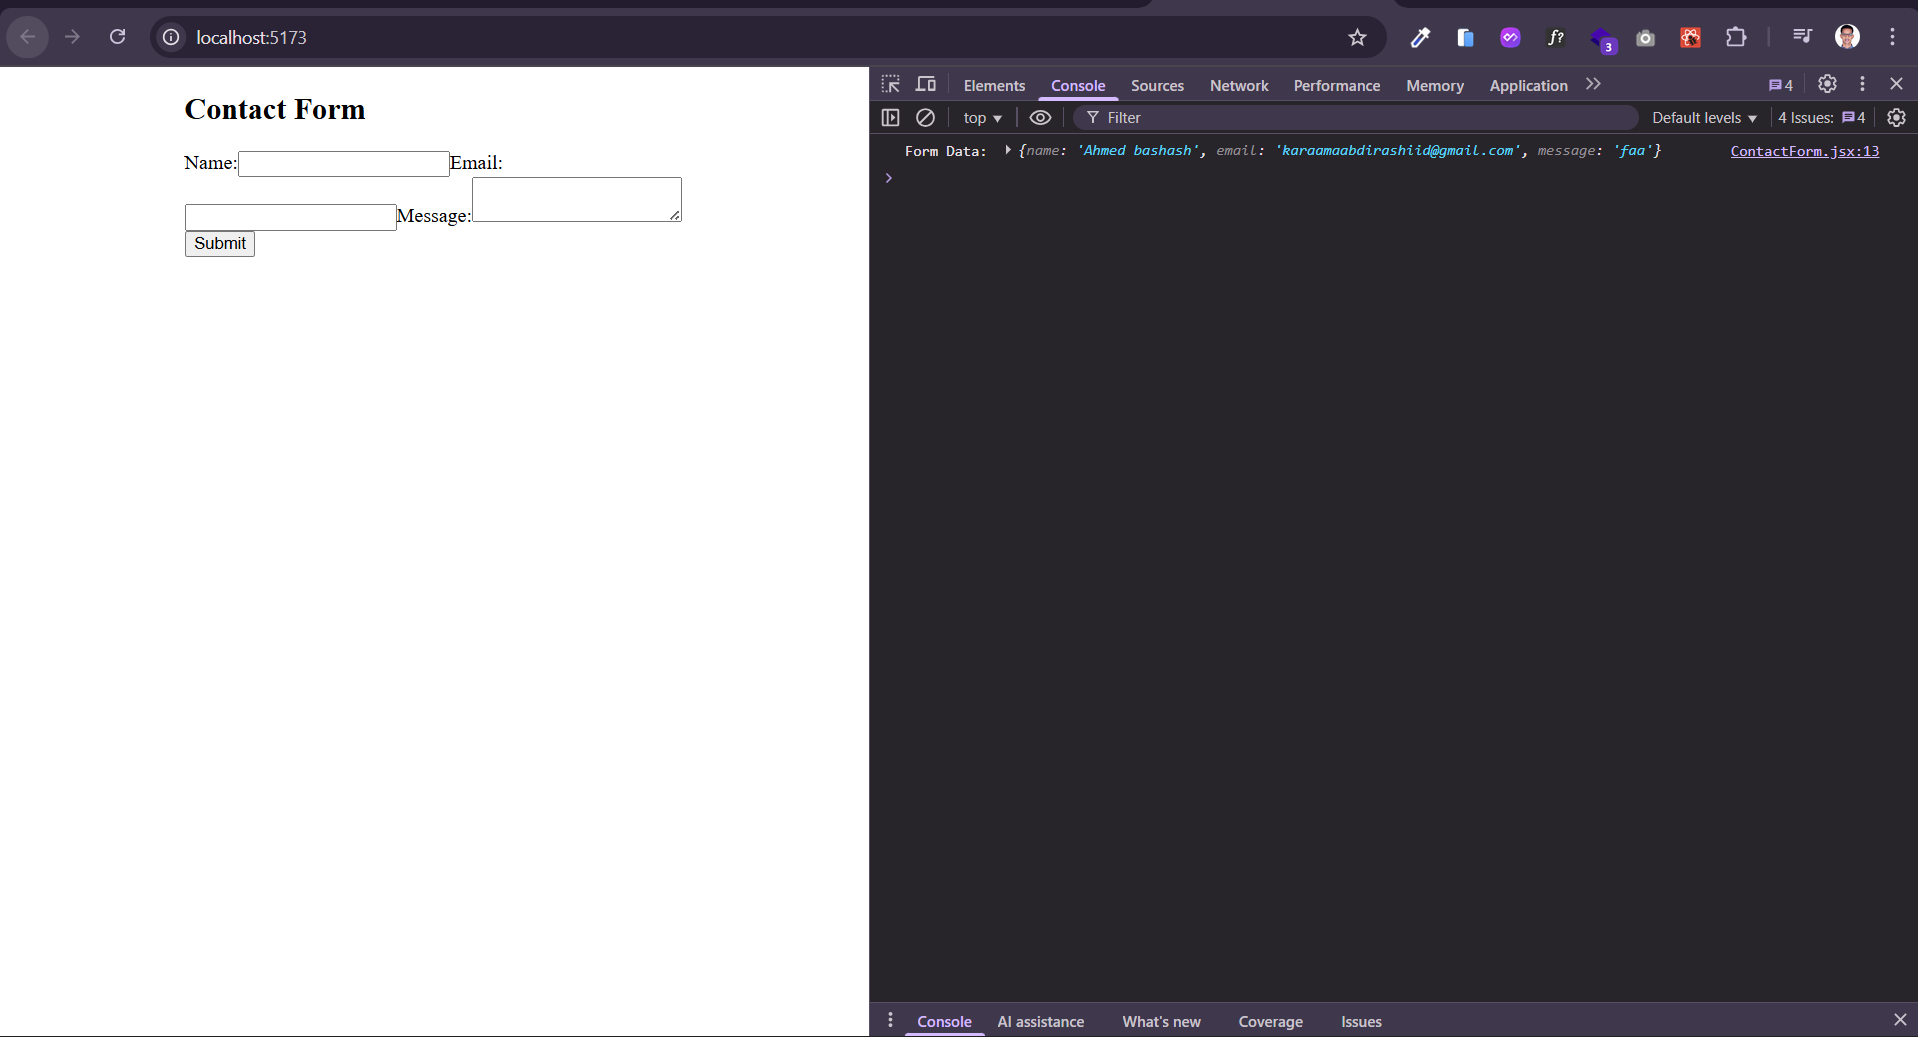 localhost:5173
f?
3
Contact Form
Name:
Email:
Message:
Submit
Elements Console Sources Network Performance Memory Application 4
top Filter Default levels 4 Issues: 4
Form Data: {name: 'Ahmed bashash', email: 'karaamaabdirashiid@gmail.com', message: 'faa'} ContactForm.jsx:13
Console AI assistance What's new Coverage Issues